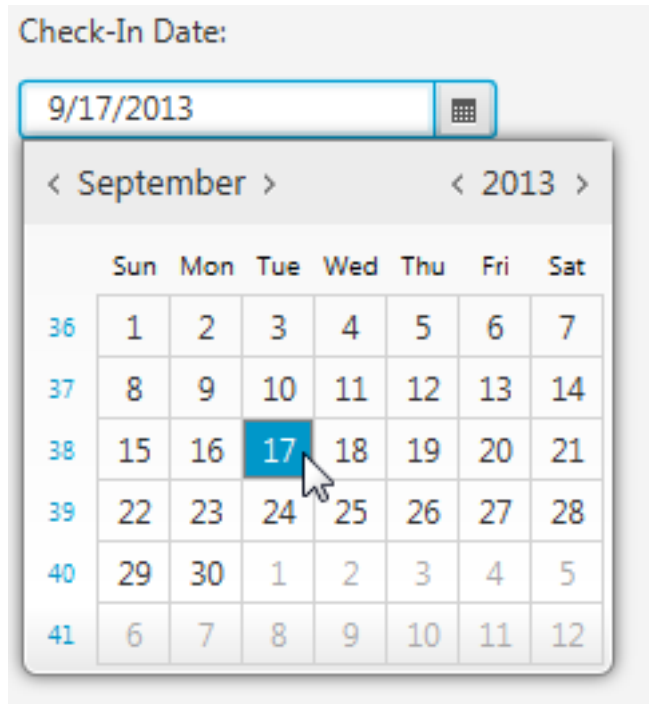 Check-In Date:
9/17/2013
< September > < 2013 >
Sun Mon Tue Wed Thu Fri Sat
36 1 2 3 4 5 6 7
37 8 9 10 11 12 13 14
38 15 16 17 18 19 20 21
39 22 23 24 25 26 27 28
40 29 30 1 2 3 4 5
41 6 7 8 9 10 11 12